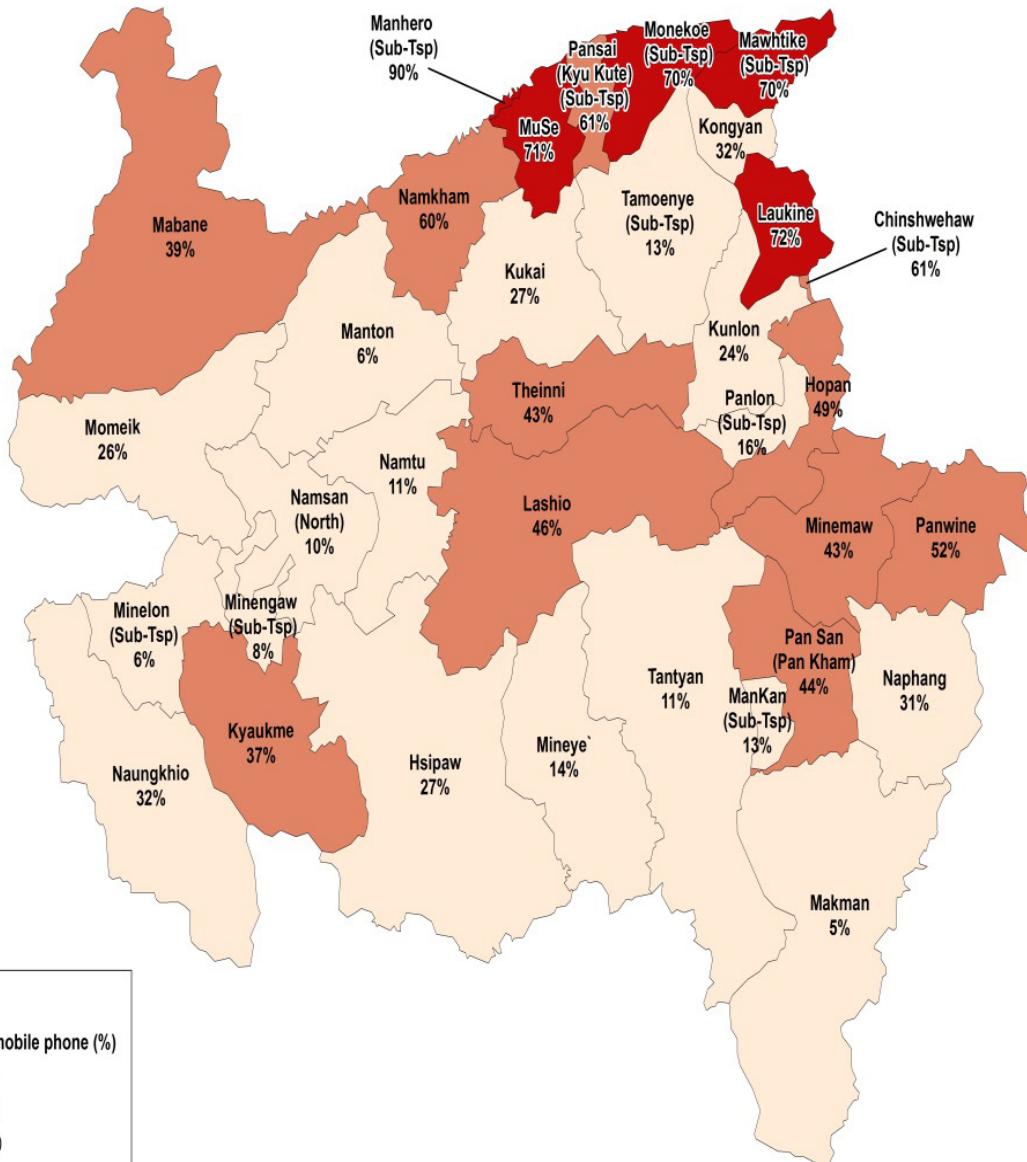 Manhero
(Sub-Tsp)
90%
Pansai
(Kyu Kute)
(Sub-Tsp)
61%
Monekoe
(Sub-Tsp)
70%
Mawhtike
(Sub-Tsp)
70%
MuSe
71%
Kongyan
32%
Mabane
39%
Namkham
60%
Tamoenye
(Sub-Tsp)
13%
Laukine
72%
Chinshwehaw
(Sub-Tsp)
61%
Kukai
27%
Manton
6%
Kunlon
24%
Theinni
43%
Hopan
49%
Panlon
(Sub-Tsp)
16%
Momeik
26%
Namtu
11%
Namsan
(North)
10%
Lashio
46%
Minemaw
43%
Panwine
52%
Minelon
(Sub-Tsp)
6%
Minengaw
(Sub-Tsp)
8%
Pan San
(Pan Kham)
44%
Tantyan
11%
ManKan
(Sub-Tsp)
13%
Naphang
31%
Kyaukme
37%
Hsipaw
27%
Mineye`
14%
Naungkhio
32%
Makman
5%
mobile phone (%)
)